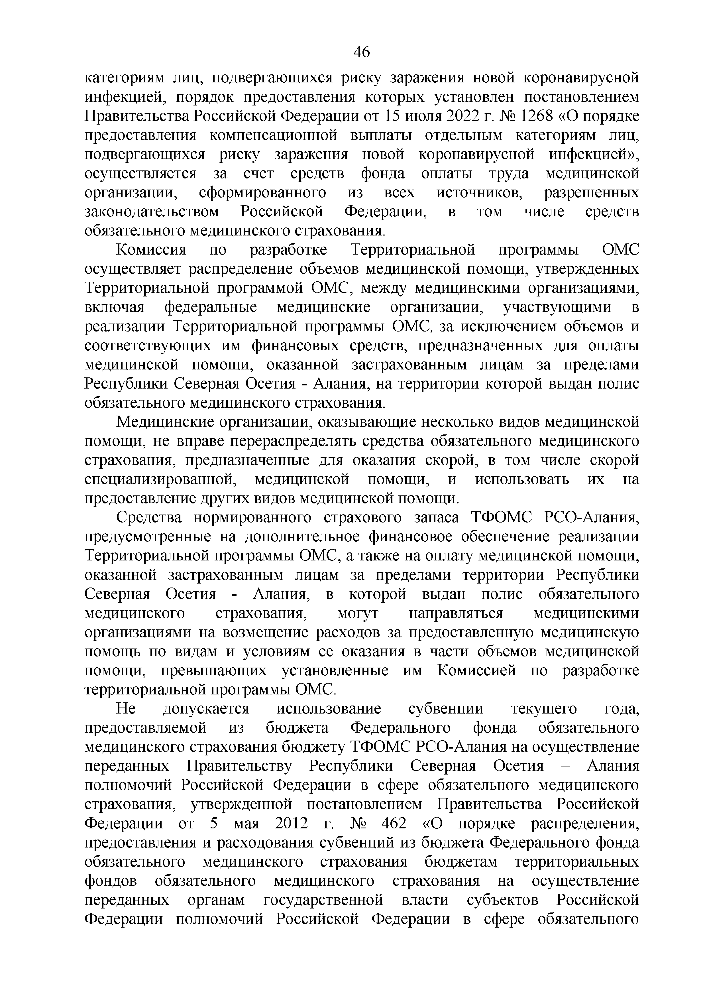 46
категориям лиц, подвергающихся риску заражения новой коронавирусной
инфекцией, порядок предоставления которых установлен постановлением
Правительства Российской Федерации от 15 июля 2022 г. № 1268 «О порядке
предоставления компенсационной выплаты отдельным категориям лиц,
подвергающихся риску заражения новой коронавирусной инфекцией»,
осуществляется за счет средств фонда оплаты труда медицинской
организации, сформированного из всех источников, разрешенных
законодательством Российской Федерации, в том числе средств
обязательного медицинского страхования.
Комиссия по разработке Территориальной программы ОМС
осуществляет распределение объемов медицинской помощи, утвержденных
Территориальной программой ОМС, между медицинскими организациями,
включая федеральные медицинские организации, участвующими в
реализации Территориальной программы ОМС, за исключением объемов и
соответствующих им финансовых средств, предназначенных для оплаты
медицинской помощи, оказанной застрахованным лицам за пределами
Республики Северная Осетия - Алания, на территории которой выдан полис
обязательного медицинского страхования.
Медицинские организации, оказывающие несколько видов медицинской
помощи, не вправе перераспределять средства обязательного медицинского
страхования, предназначенные для оказания скорой, в том числе скорой
специализированной, медицинской помощи, и использовать их на
предоставление других видов медицинской помощи.
Средства нормированного страхового запаса ТФОМС РСО-Алания,
предусмотренные на дополнительное финансовое обеспечение реализации
Территориальной программы ОМС, а также на оплату медицинской помощи,
оказанной застрахованным лицам за пределами территории Республики
Северная Осетия - Алания, в которой выдан полис обязательного
медицинского страхования, могут направляться медицинскими
организациями на возмещение расходов за предоставленную медицинскую
помощь по видам и условиям ее оказания в части объемов медицинской
помощи, превышающих установленные им Комиссией по разработке
территориальной программы ОМС.
Не допускается использование субвенции текущего года,
предоставляемой из бюджета Федерального фонда обязательного
медицинского страхования бюджету ТФОМС РСО-Алания на осуществление
переданных Правительству Республики Северная Осетия – Алания
полномочий Российской Федерации в сфере обязательного медицинского
страхования, утвержденной постановлением Правительства Российской
Федерации от 5 мая 2012 г. № 462 «О порядке распределения,
предоставления и расходования субвенций из бюджета Федерального фонда
обязательного медицинского страхования бюджетам территориальных
фондов обязательного медицинского страхования на осуществление
переданных органам государственной власти субъектов Российской
Федерации полномочий Российской Федерации в сфере обязательного